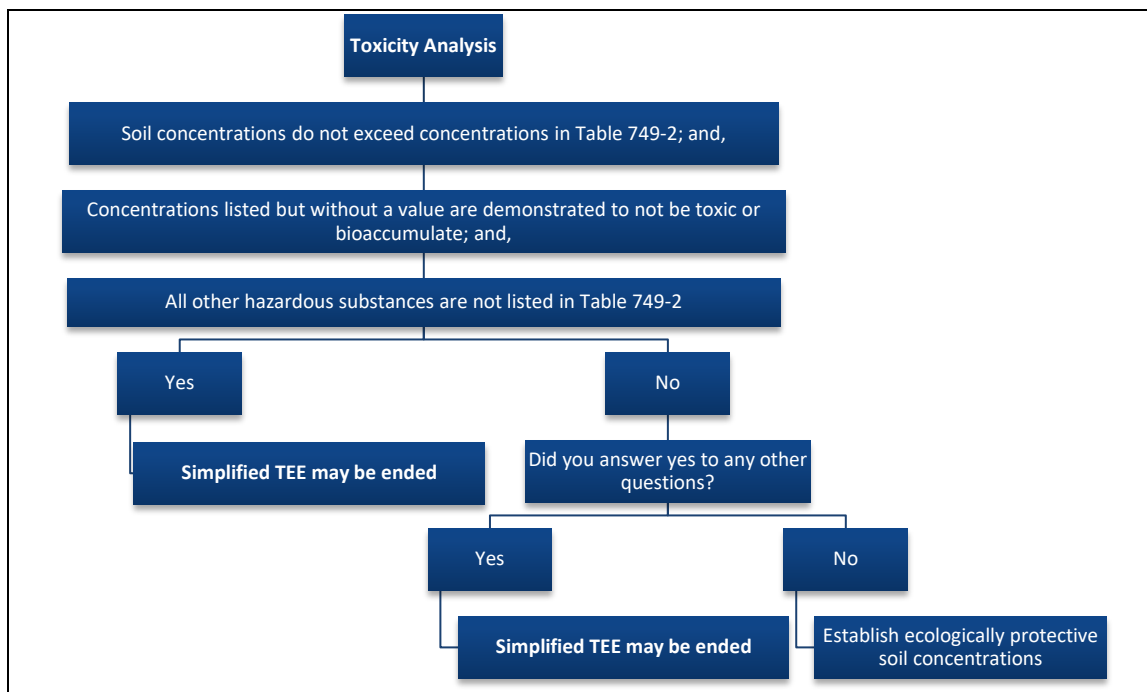 Toxicity Analysis
Soil concentrations do not exceed concentrations in Table 749-2; and,
Concentrations listed but without a value are demonstrated to not be toxic or
bioaccumulate; and,
All other hazardous substances are not listed in Table 749-2
Yes
No
Simplified TEE may be ended
Did you answer yes to any other
questions?
Yes
No
Simplified TEE may be ended
Establish ecologically protective
soil concentrations